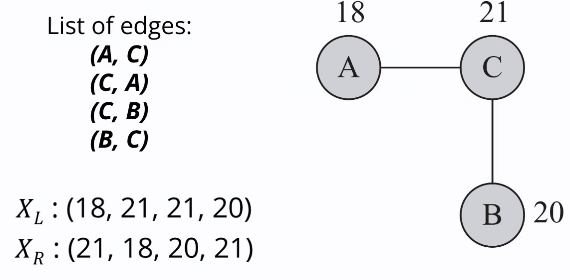 List of edges:
(A, C)
(C, A)
(C, B)
(B, C)
X_L : (18, 21, 21, 20)
X_R : (21, 18, 20, 21)
18 21
A C
B 20